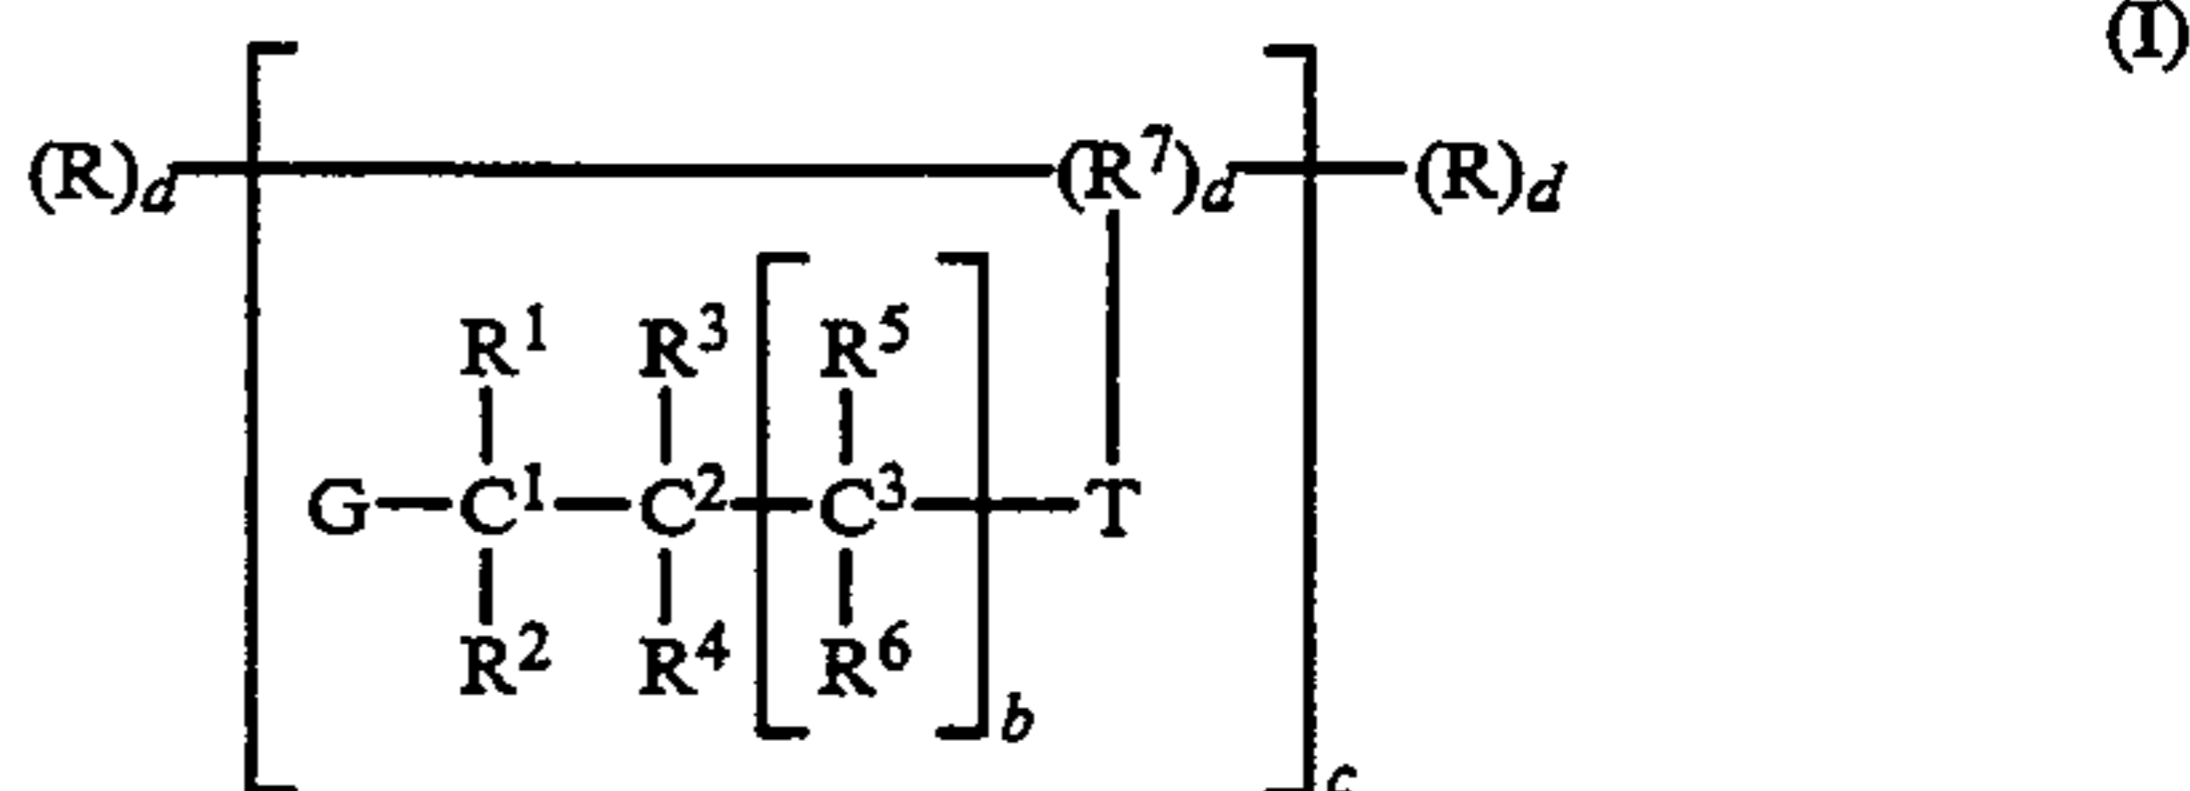 (I)
(R)d (R⁷)d (R)d
R¹ R³ R⁵
G C¹ C² C³ T
R² R⁴ R⁶
b
c